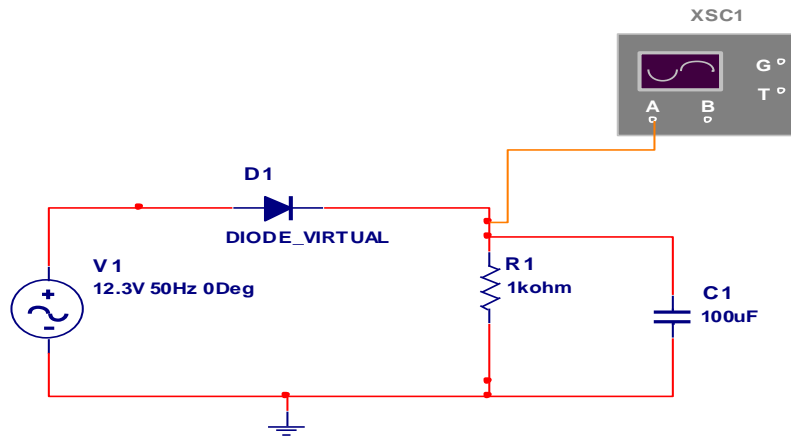 XSC1
G
T
A B
D1
DIODE_VIRTUAL
V1
12.3V 50Hz 0Deg
R1
1kohm
C1
100uF